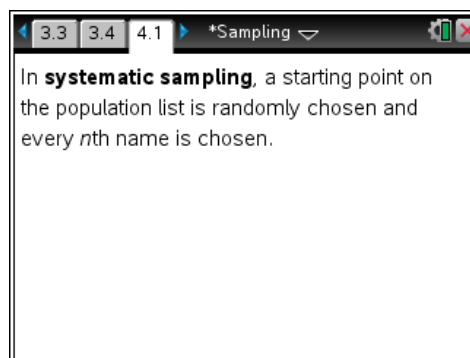 3.3 3.4 4.1 *Sampling
In systematic sampling, a starting point on
the population list is randomly chosen and
every nth name is chosen.